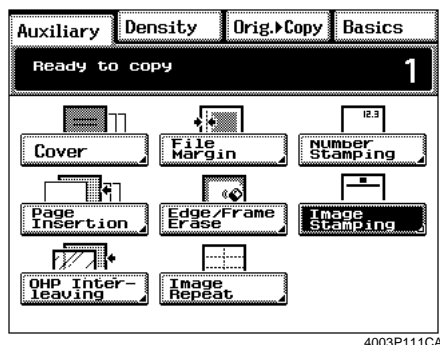 Auxiliary Density Orig.▶Copy Basics
Ready to copy 1
12.3
Cover File Margin Number Stamping
Page Insertion Edge/Frame Erase Image Stamping
OHP Inter-leaving Image Repeat
4003P111CA